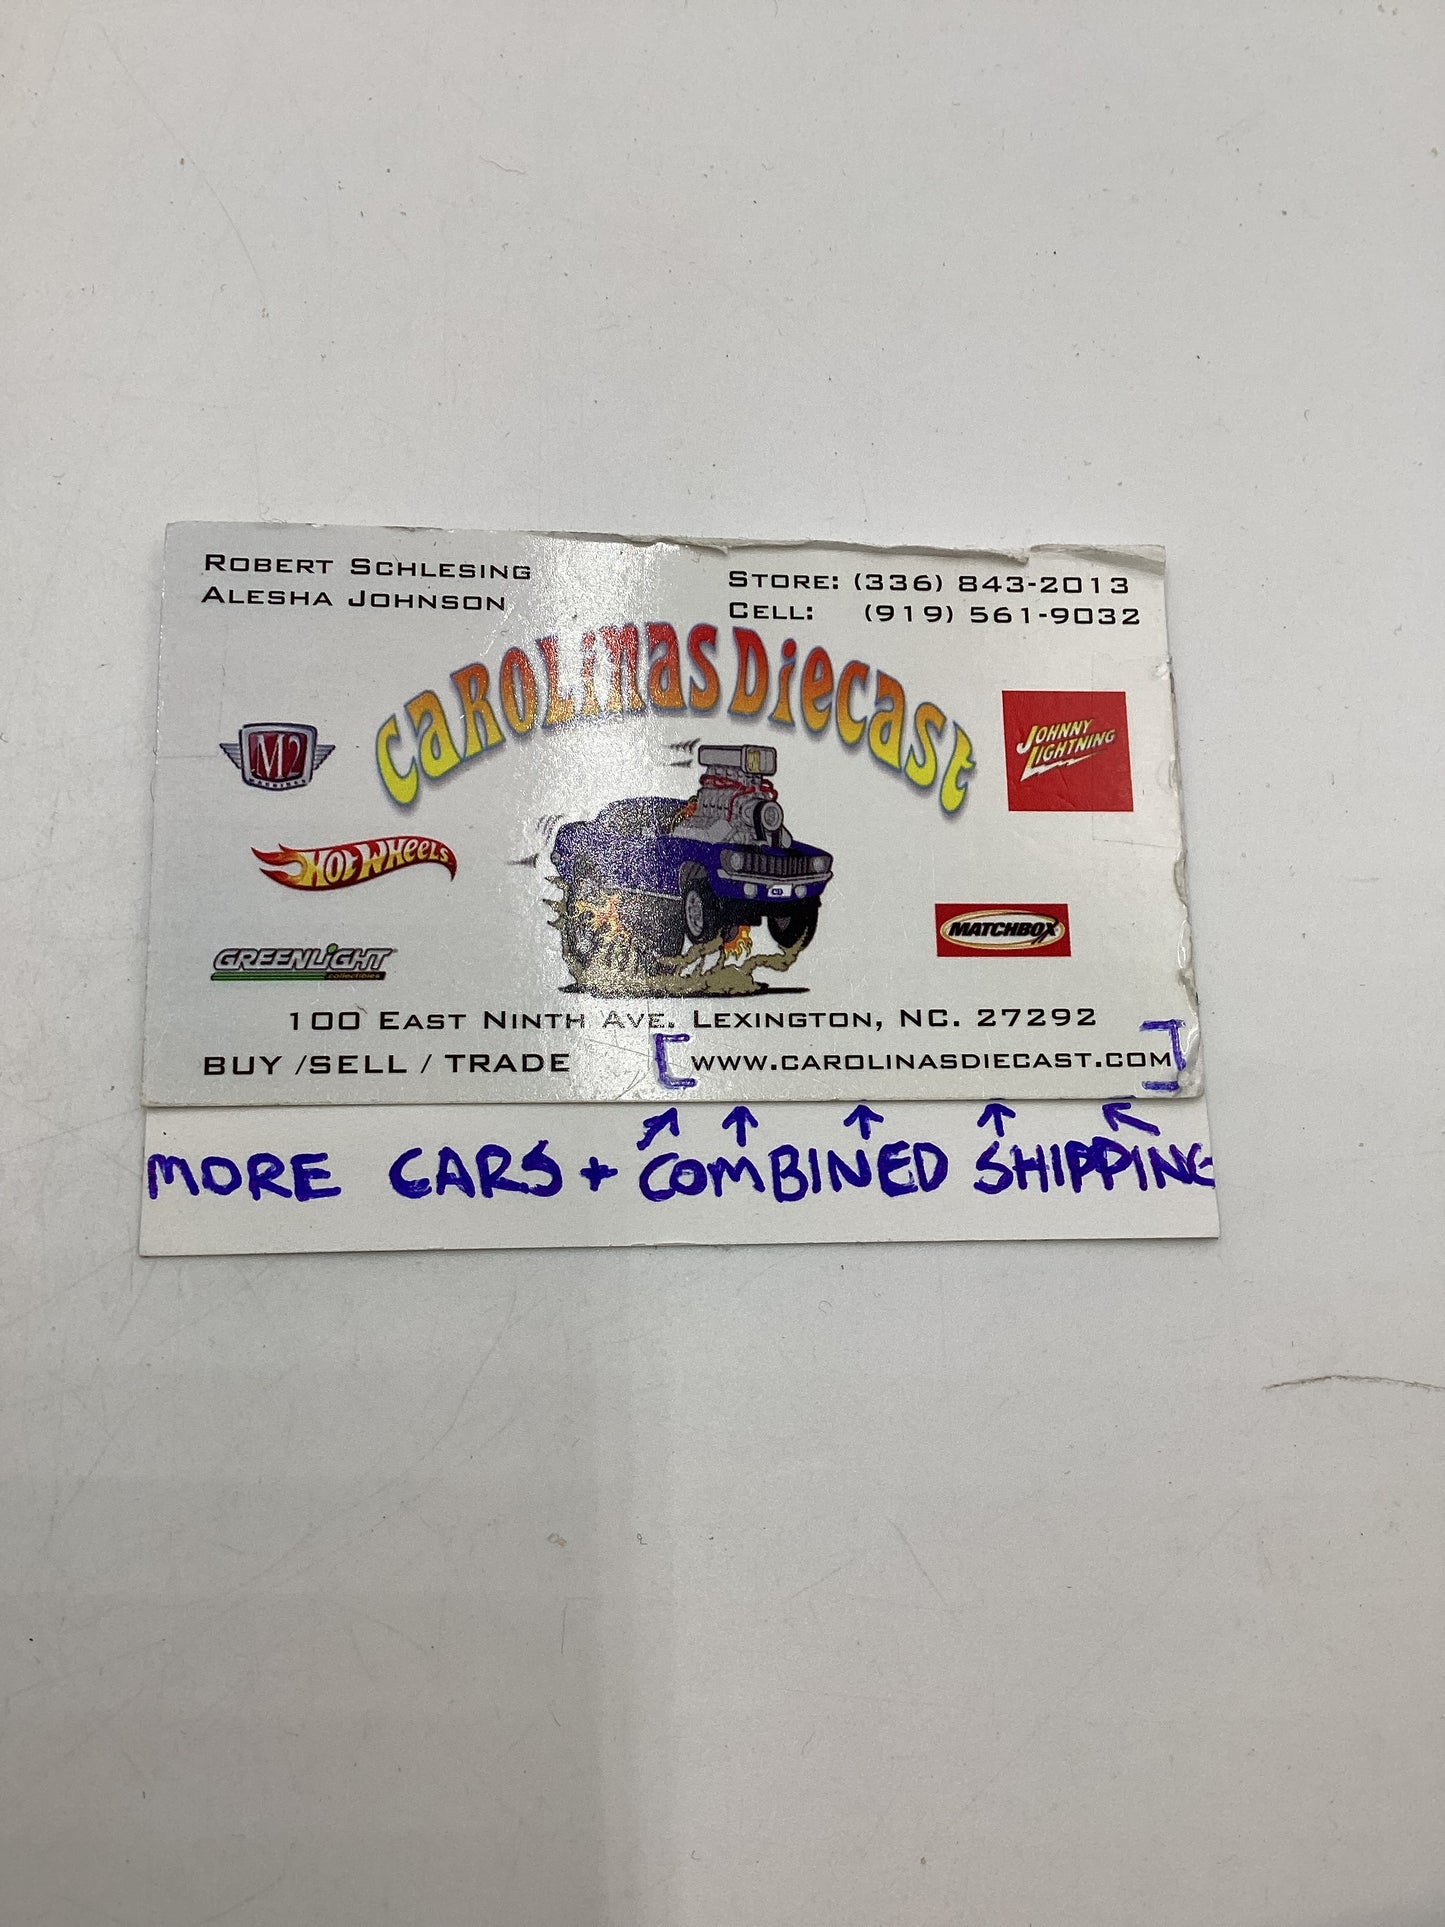 ROBERT SCHLESING
ALESHA JOHNSON
STORE: (336) 843-2013
CELL: (919) 561-9032
CAROLINAS DIECAST
M2
MACHINES
JOHNNY LIGHTNING
HOT WHEELS
MATCHBOX
GREENLIGHT
collectibles
100 EAST NINTH AVE. LEXINGTON, NC. 27292
BUY /SELL / TRADE [WWW.CAROLINASDIECAST.COM]
MORE CARS + COMBINED SHIPPING